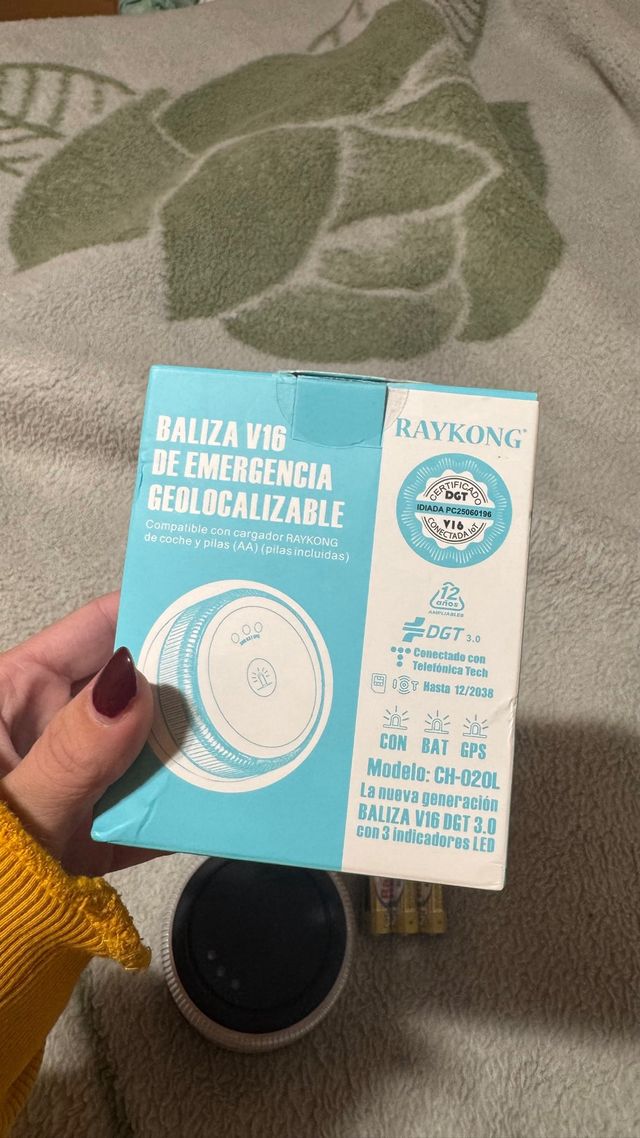 BALIZA V16
DE EMERGENCIA
GEOLOCALIZABLE
Compatible con cargador RAYKONG
de coche y pilas (AA) (pilas incluidas)
RAYKONG®
CERTIFICADO
DGT
IDIADA PC25060196
V16
CONECTADA IoT
12
años
AMPLIABLES
DGT 3.0
Conectado con
Telefónica Tech
IOT Hasta 12/2038
CON BAT GPS
Modelo: CH-020L
La nueva generación
BALIZA V16 DGT 3.0
con 3 indicadores LED